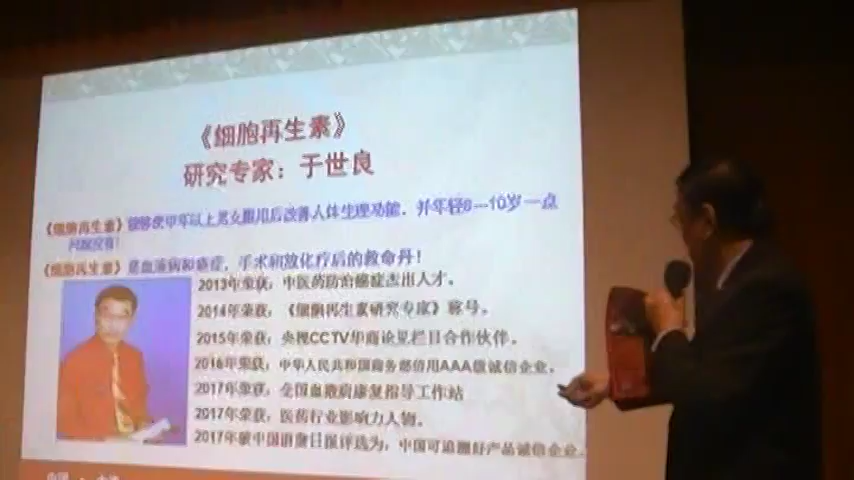 《细胞再生素》
研究专家：于世良
《细胞再生素》能够使中年以上男女服用后改善人体生理功能，并年轻8—10岁一点
问题没有！
《细胞再生素》是血液病和癌症，手术和放化疗后的救命丹！
2013年荣获：中医药防治癌症杰出人才。
2014年荣获：《细胞再生素研究专家》称号。
2015年荣获：央视CCTV华商论见栏目合作伙伴。
2016年荣获：中华人民共和国商务部信用AAA级诚信企业。
2017年荣获：全国血液病康复指导工作站
2017年荣获：医药行业影响力人物。
2017年被中国消费日报评选为：中国可追溯好产品诚信企业。